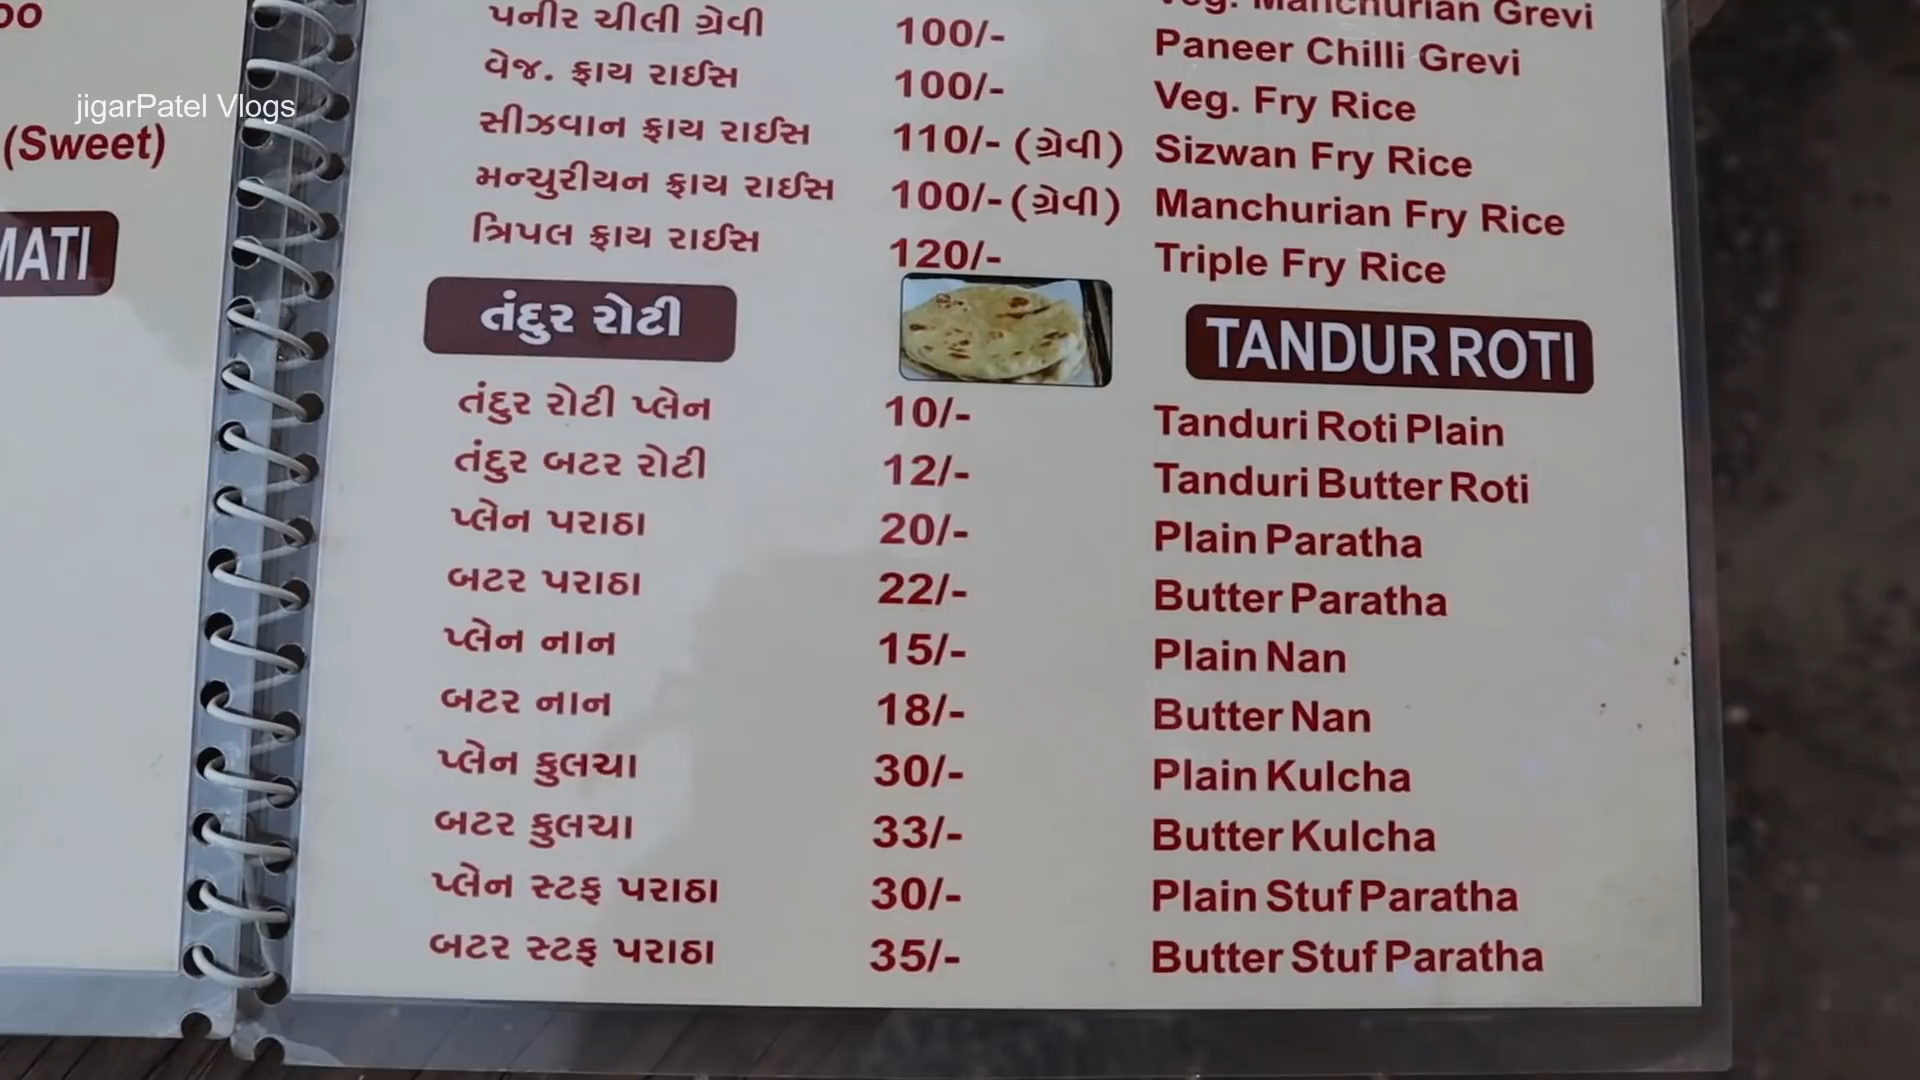 jigarPatel Vlogs
(Sweet)
પનીર ચીલી ગ્રેવી 100/- Paneer Chilli Grevi
વેજ. ફ્રાય રાઈસ 100/- Veg. Fry Rice
સીઝવાન ફ્રાય રાઈસ 110/- (ગ્રેવી) Sizwan Fry Rice
મન્ચુરીયન ફ્રાય રાઈસ 100/- (ગ્રેવી) Manchurian Fry Rice
ત્રિપલ ફ્રાય રાઈસ 120/- Triple Fry Rice
તંદુર રોટી TANDUR ROTI
તંદુર રોટી પ્લેન 10/- Tanduri Roti Plain
તંદુર બટર રોટી 12/- Tanduri Butter Roti
પ્લેન પરાઠા 20/- Plain Paratha
બટર પરાઠા 22/- Butter Paratha
પ્લેન નાન 15/- Plain Nan
બટર નાન 18/- Butter Nan
પ્લેન કુલચા 30/- Plain Kulcha
બટર કુલચા 33/- Butter Kulcha
પ્લેન સ્ટફ પરાઠા 30/- Plain Stuf Paratha
બટર સ્ટફ પરાઠા 35/- Butter Stuf Paratha